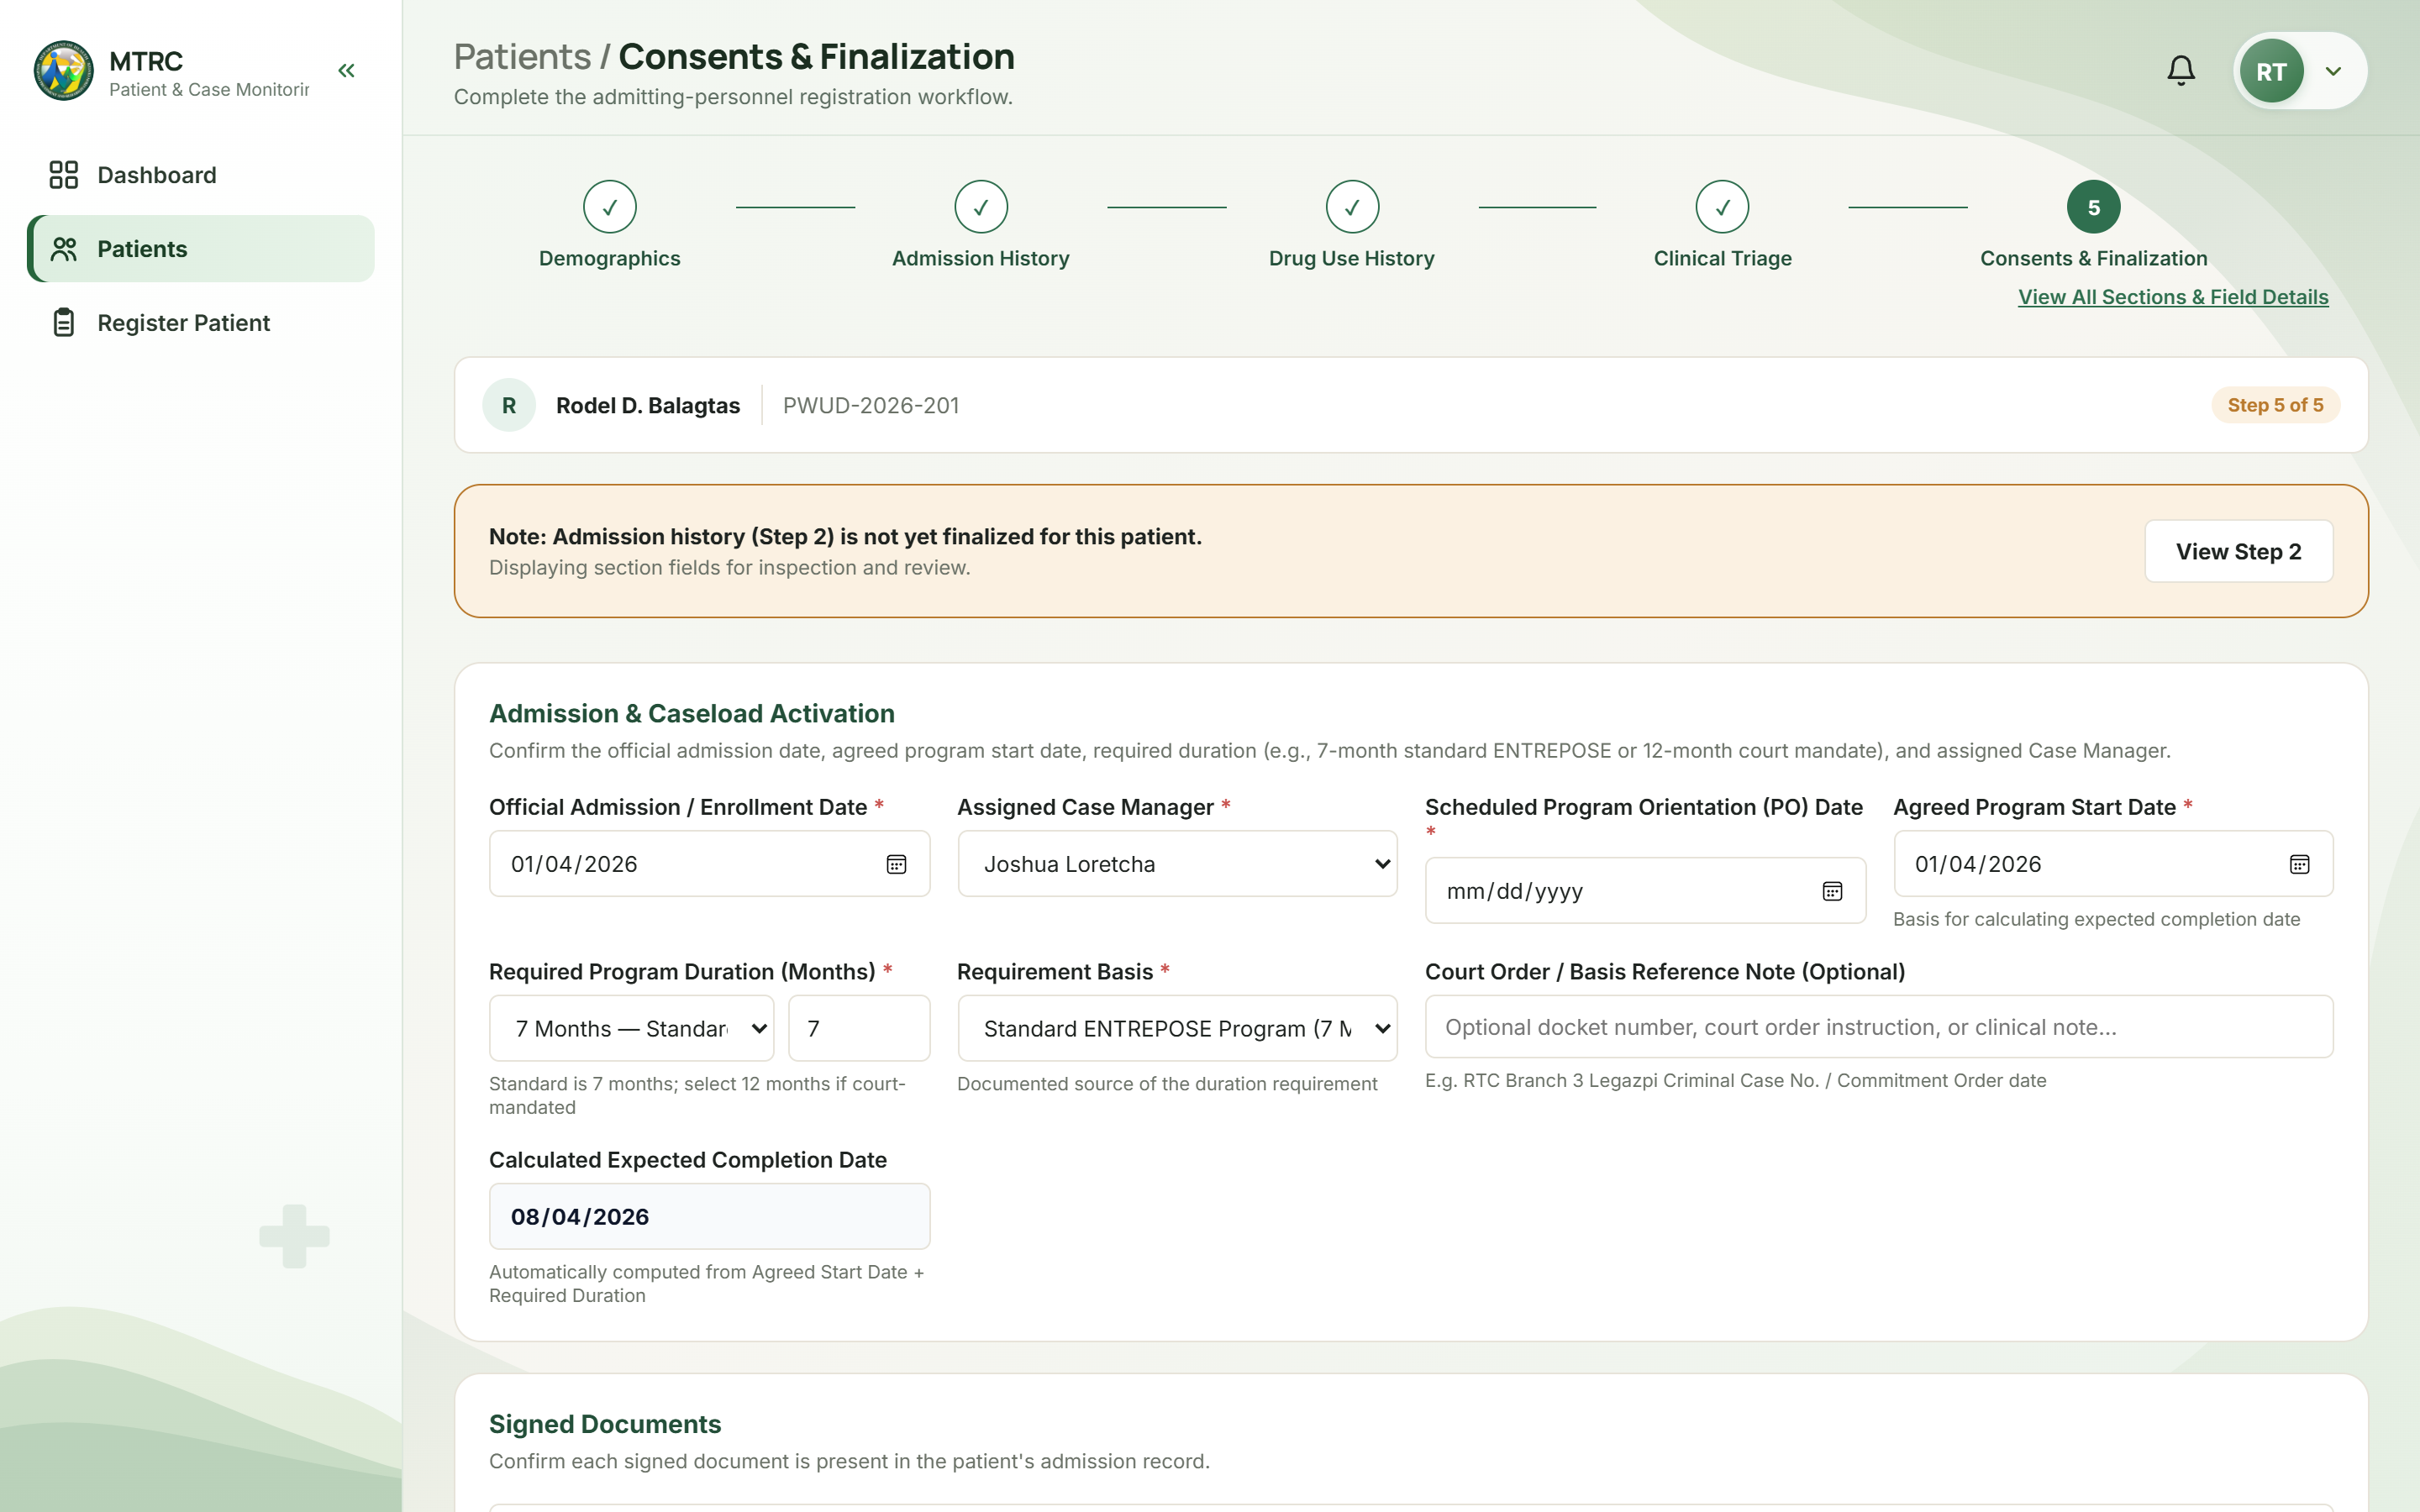 MTRC
Patient & Case Monitorir
Dashboard
Patients
Register Patient
Patients / Consents & Finalization
Complete the admitting-personnel registration workflow.
RT
✓
✓
✓
✓
5
Demographics
Admission History
Drug Use History
Clinical Triage
Consents & Finalization
View All Sections & Field Details
R
Rodel D. Balagtas
PWUD-2026-201
Step 5 of 5
Note: Admission history (Step 2) is not yet finalized for this patient.
Displaying section fields for inspection and review.
View Step 2
Admission & Caseload Activation
Confirm the official admission date, agreed program start date, required duration (e.g., 7-month standard ENTREPOSE or 12-month court mandate), and assigned Case Manager.
Official Admission / Enrollment Date *
01/04/2026
Assigned Case Manager *
Joshua Loretcha
Scheduled Program Orientation (PO) Date
*
mm/dd/yyyy
Agreed Program Start Date *
01/04/2026
Basis for calculating expected completion date
Required Program Duration (Months) *
7 Months — Standar
7
Standard is 7 months; select 12 months if court-
mandated
Requirement Basis *
Standard ENTREPOSE Program (7 M
Documented source of the duration requirement
Court Order / Basis Reference Note (Optional)
Optional docket number, court order instruction, or clinical note...
E.g. RTC Branch 3 Legazpi Criminal Case No. / Commitment Order date
Calculated Expected Completion Date
08/04/2026
Automatically computed from Agreed Start Date +
Required Duration
Signed Documents
Confirm each signed document is present in the patient's admission record.